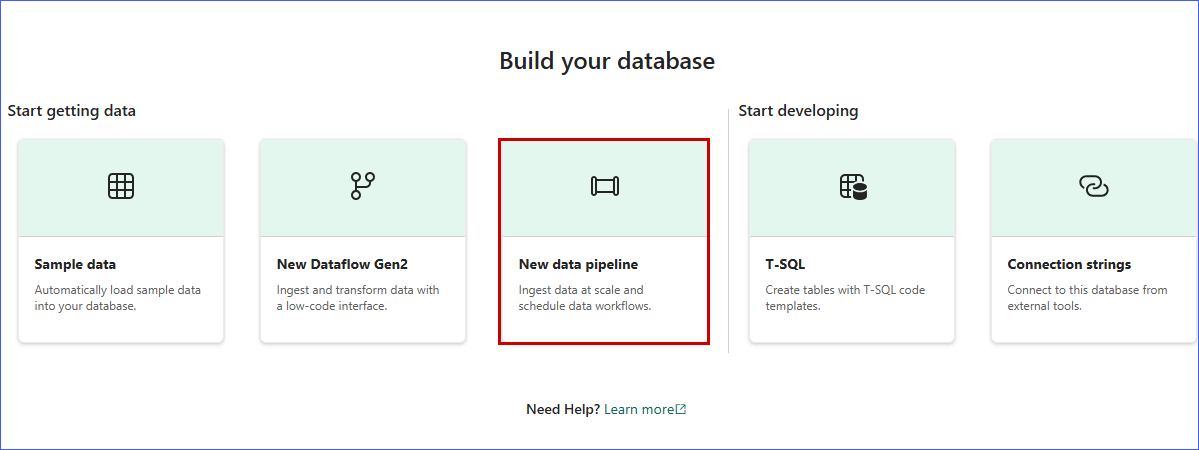 Build your database
Start getting data
Sample data
Automatically load sample data
into your database.
New Dataflow Gen2
Ingest and transform data with
a low-code interface.
New data pipeline
Ingest data at scale and
schedule data workflows.
Start developing
T-SQL
Create tables with T-SQL code
templates.
Connection strings
Connect to this database from
external tools.
Need Help? Learn more